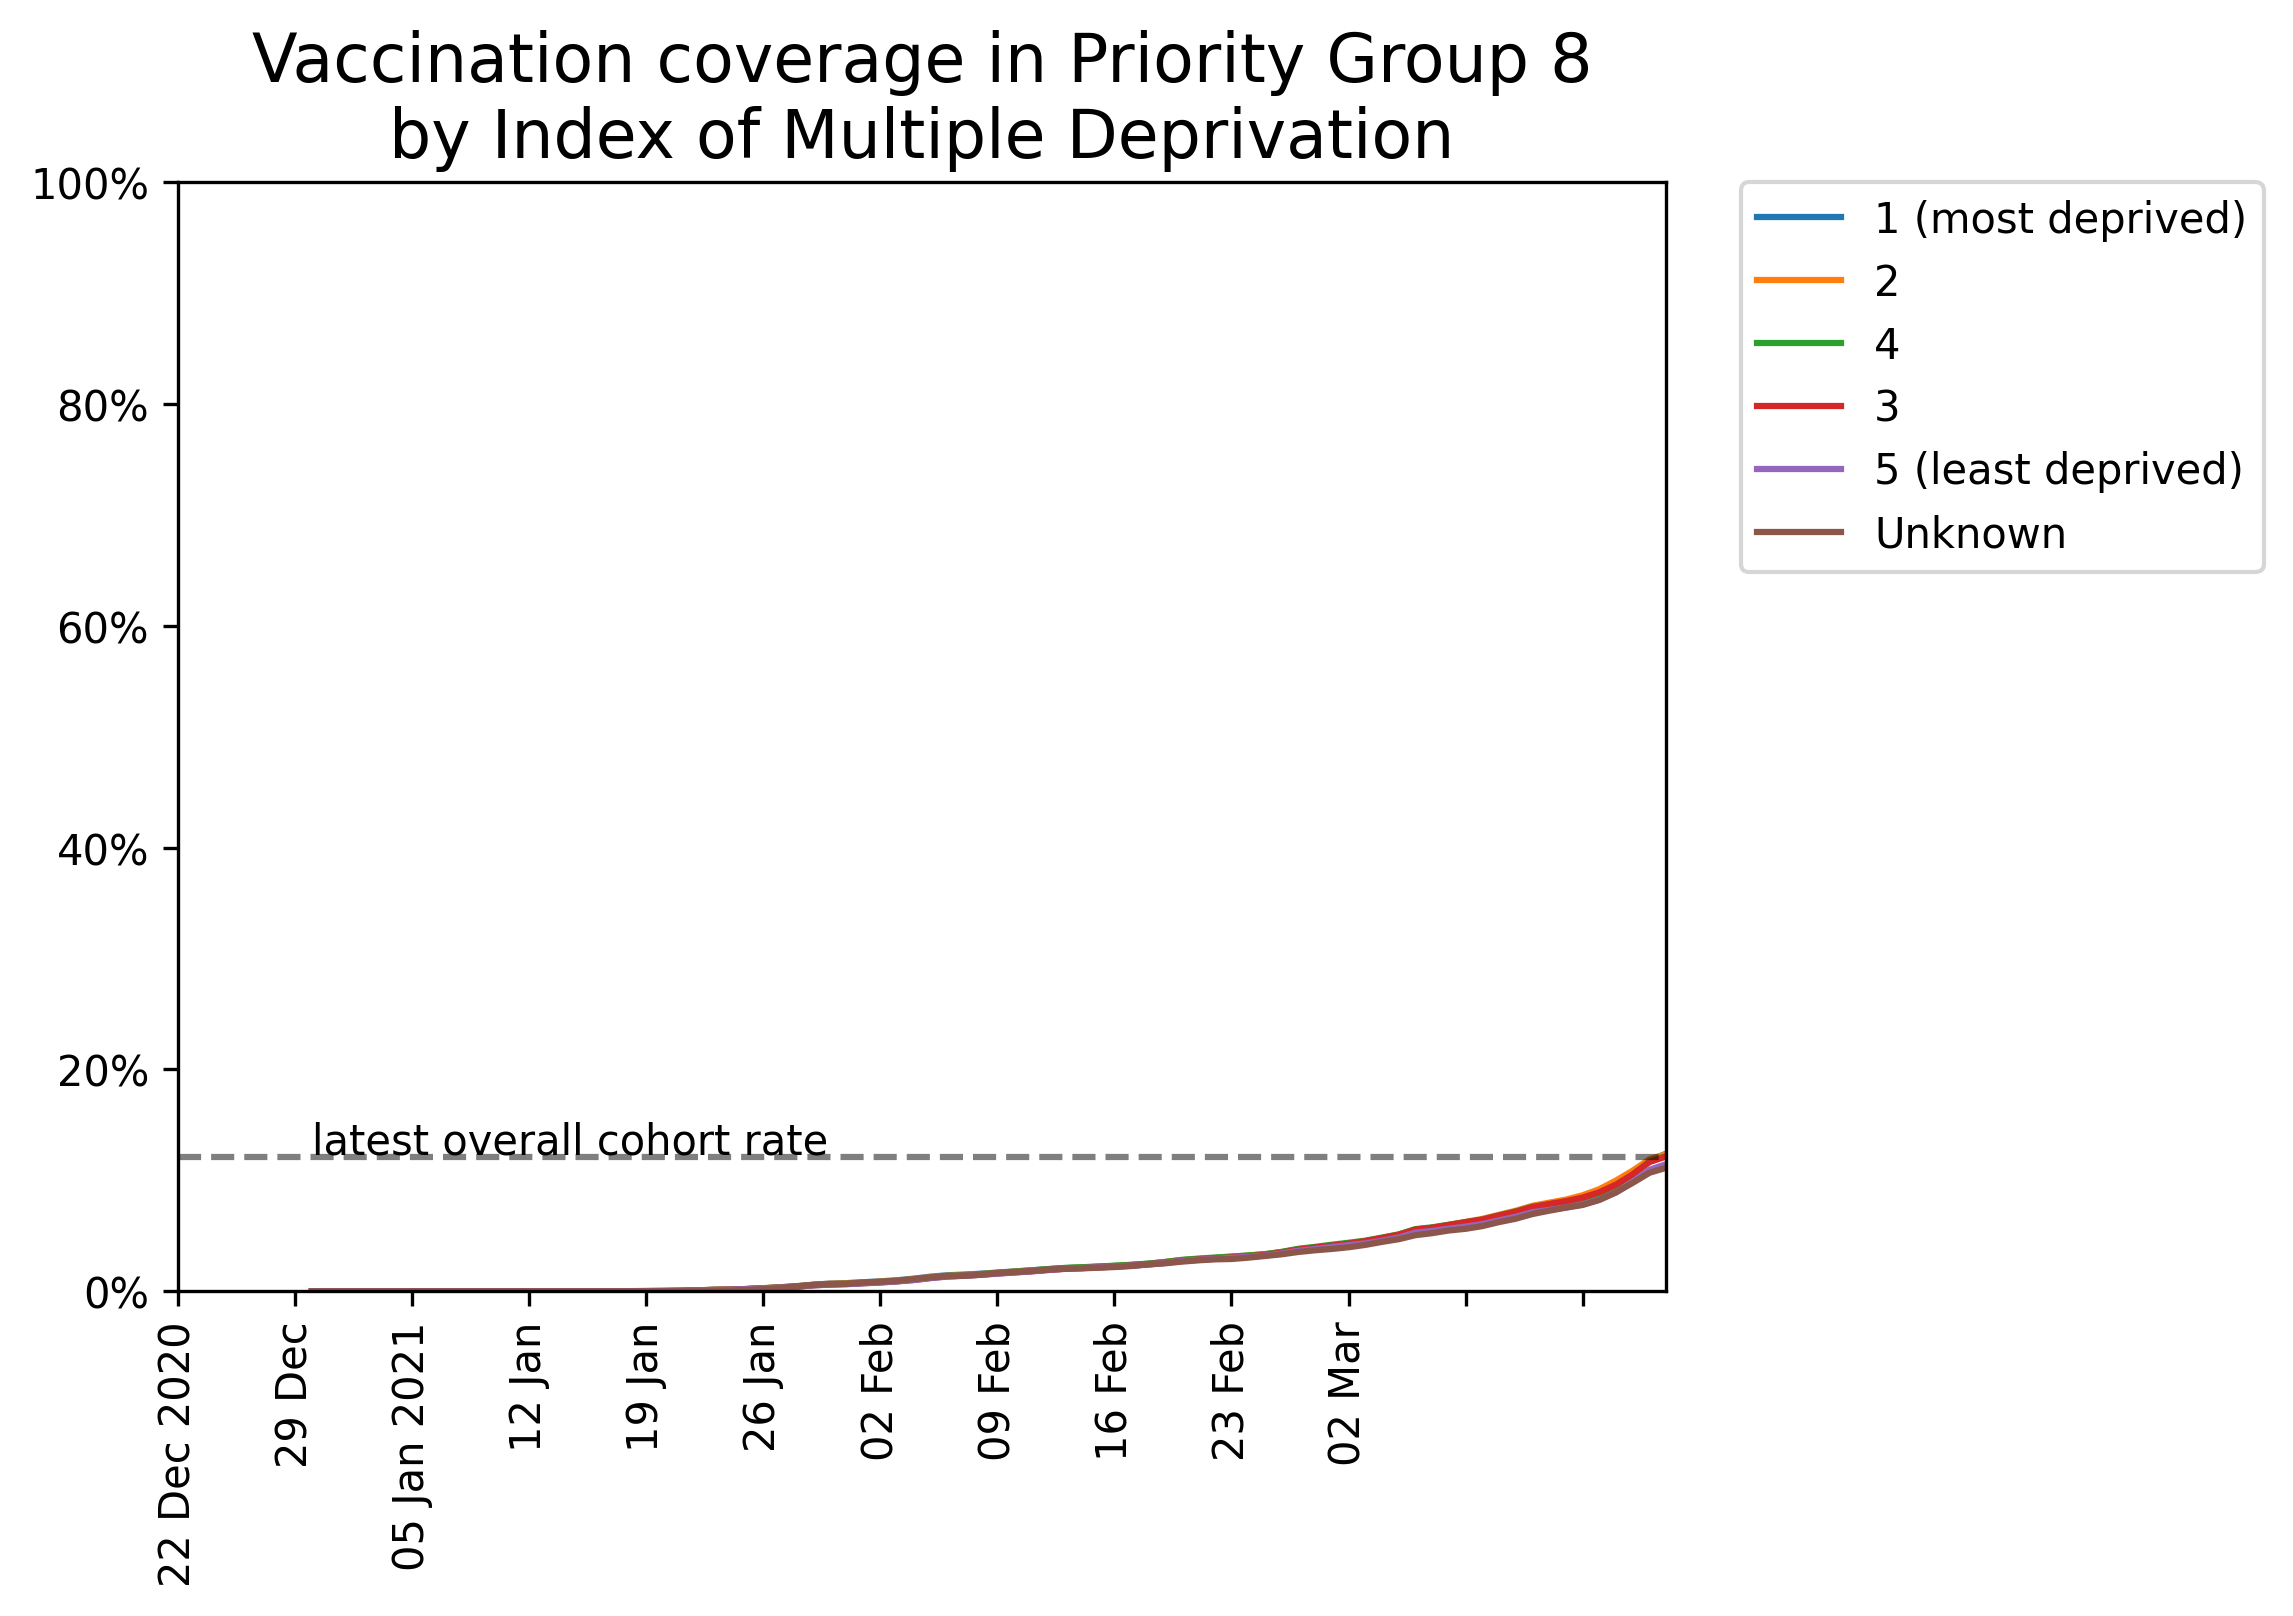 Vaccination coverage in Priority Group 8
by Index of Multiple Deprivation
100%
80%
60%
40%
20%
0%
latest overall cohort rate
22 Dec 2020
29 Dec
05 Jan 2021
12 Jan
19 Jan
26 Jan
02 Feb
09 Feb
16 Feb
23 Feb
02 Mar
1 (most deprived)
2
4
3
5 (least deprived)
Unknown